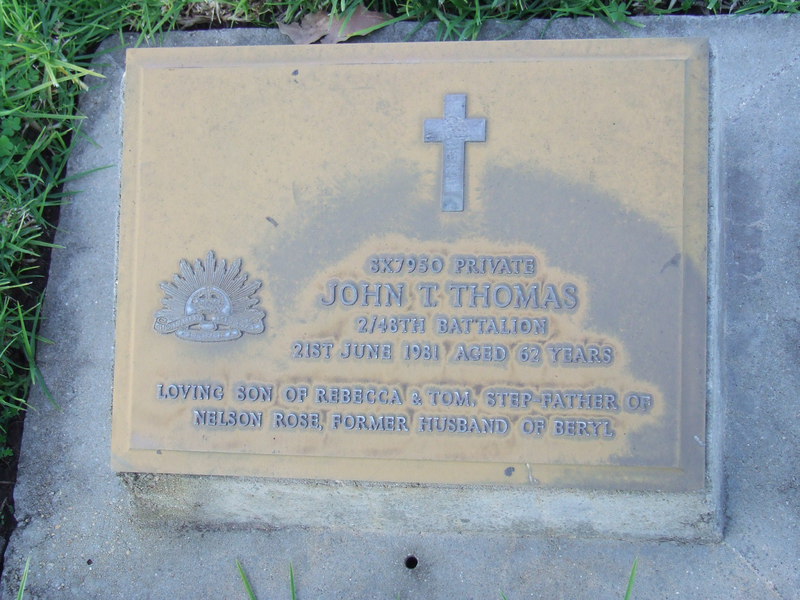 SX7950 PRIVATE
JOHN T. THOMAS
2/48TH BATTALION
21ST JUNE 1981 AGED 62 YEARS
LOVING SON OF REBECCA & TOM, STEP-FATHER OF
NELSON ROSE, FORMER HUSBAND OF BERYL